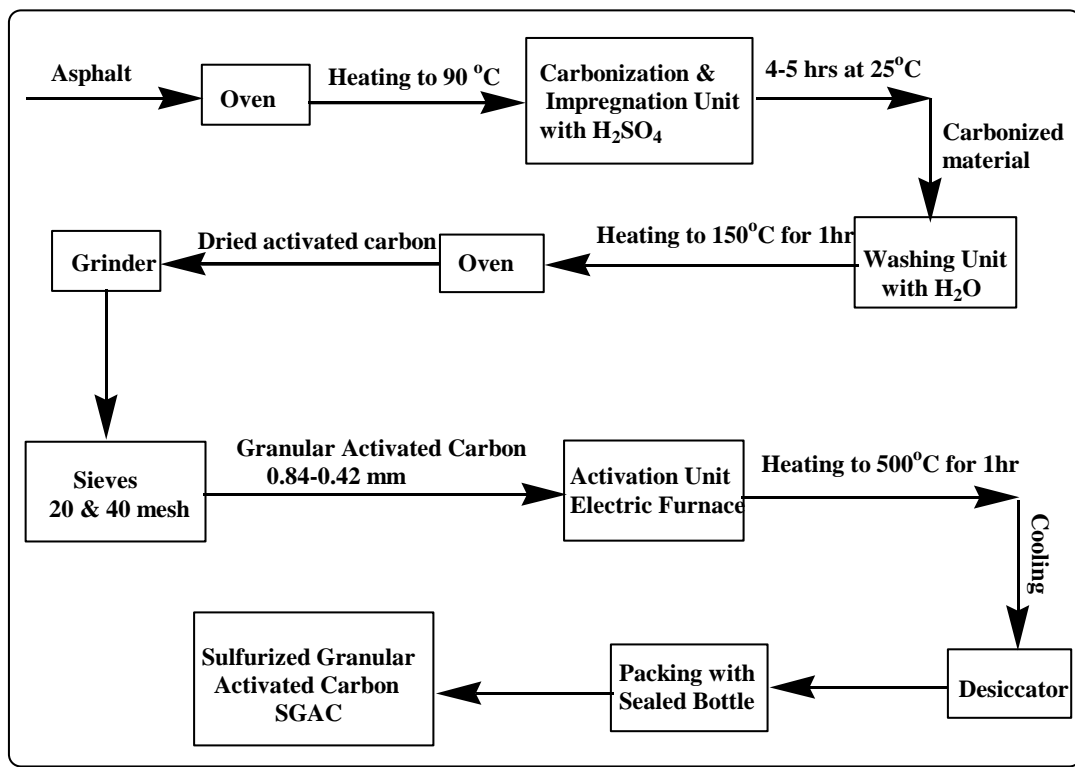 Asphalt
Oven
Heating to 90 °C
Carbonization &
Impregnation Unit
with H₂SO₄
4-5 hrs at 25°C
Carbonized
material
Washing Unit
with H₂O
Heating to 150°C for 1hr
Oven
Dried activated carbon
Grinder
Sieves
20 & 40 mesh
Granular Activated Carbon
0.84-0.42 mm
Activation Unit
Electric Furnace
Heating to 500°C for 1hr
Cooling
Desiccator
Packing with
Sealed Bottle
Sulfurized Granular
Activated Carbon
SGAC